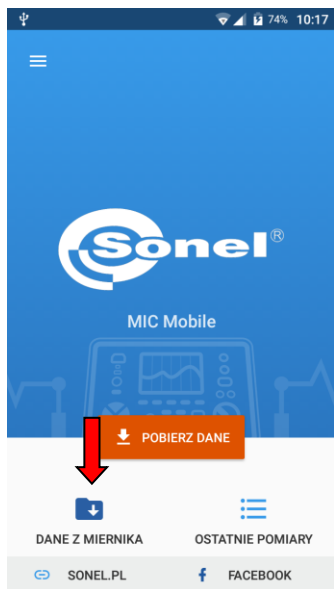 74% 10:17
Sonel®
MIC Mobile
POBIERZ DANE
DANE Z MIERNIKA OSTATNIE POMIARY
SONEL.PL FACEBOOK